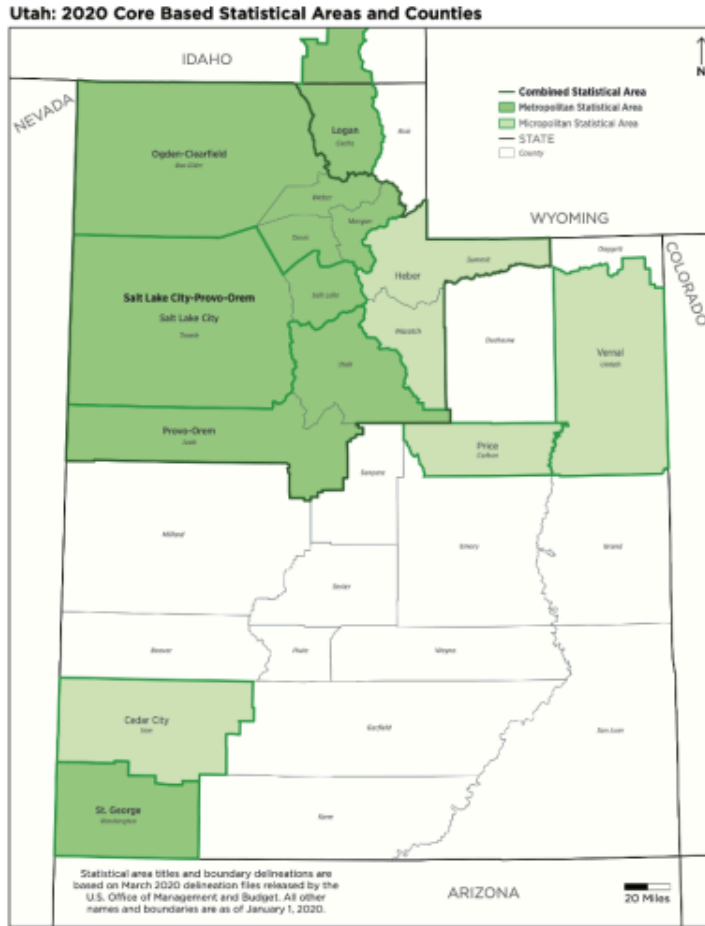 Utah: 2020 Core Based Statistical Areas and Counties
IDAHO
N
NEVADA
Combined Statistical Area
Metropolitan Statistical Area
Micropolitan Statistical Area
STATE
County
Logan
Cache
Rich
Ogden-Clearfield
Box Elder
Weber
Morgan
Davis
WYOMING
Daggett
COLORADO
Summit
Heber
Salt Lake City-Provo-Orem
Salt Lake City
Tooele
Salt Lake
Wasatch
Duchesne
Vernal
Uintah
Utah
Provo-Orem
Juab
Price
Carbon
Sanpete
Millard
Emory
Grand
Sevier
Beaver
Piute
Wayne
Cedar City
Iron
Garfield
San Juan
St. George
Washington
Kane
Statistical area titles and boundary delineations are
based on March 2020 delineation files released by the
U.S. Office of Management and Budget. All other
names and boundaries are as of January 1, 2020.
ARIZONA
20 Miles